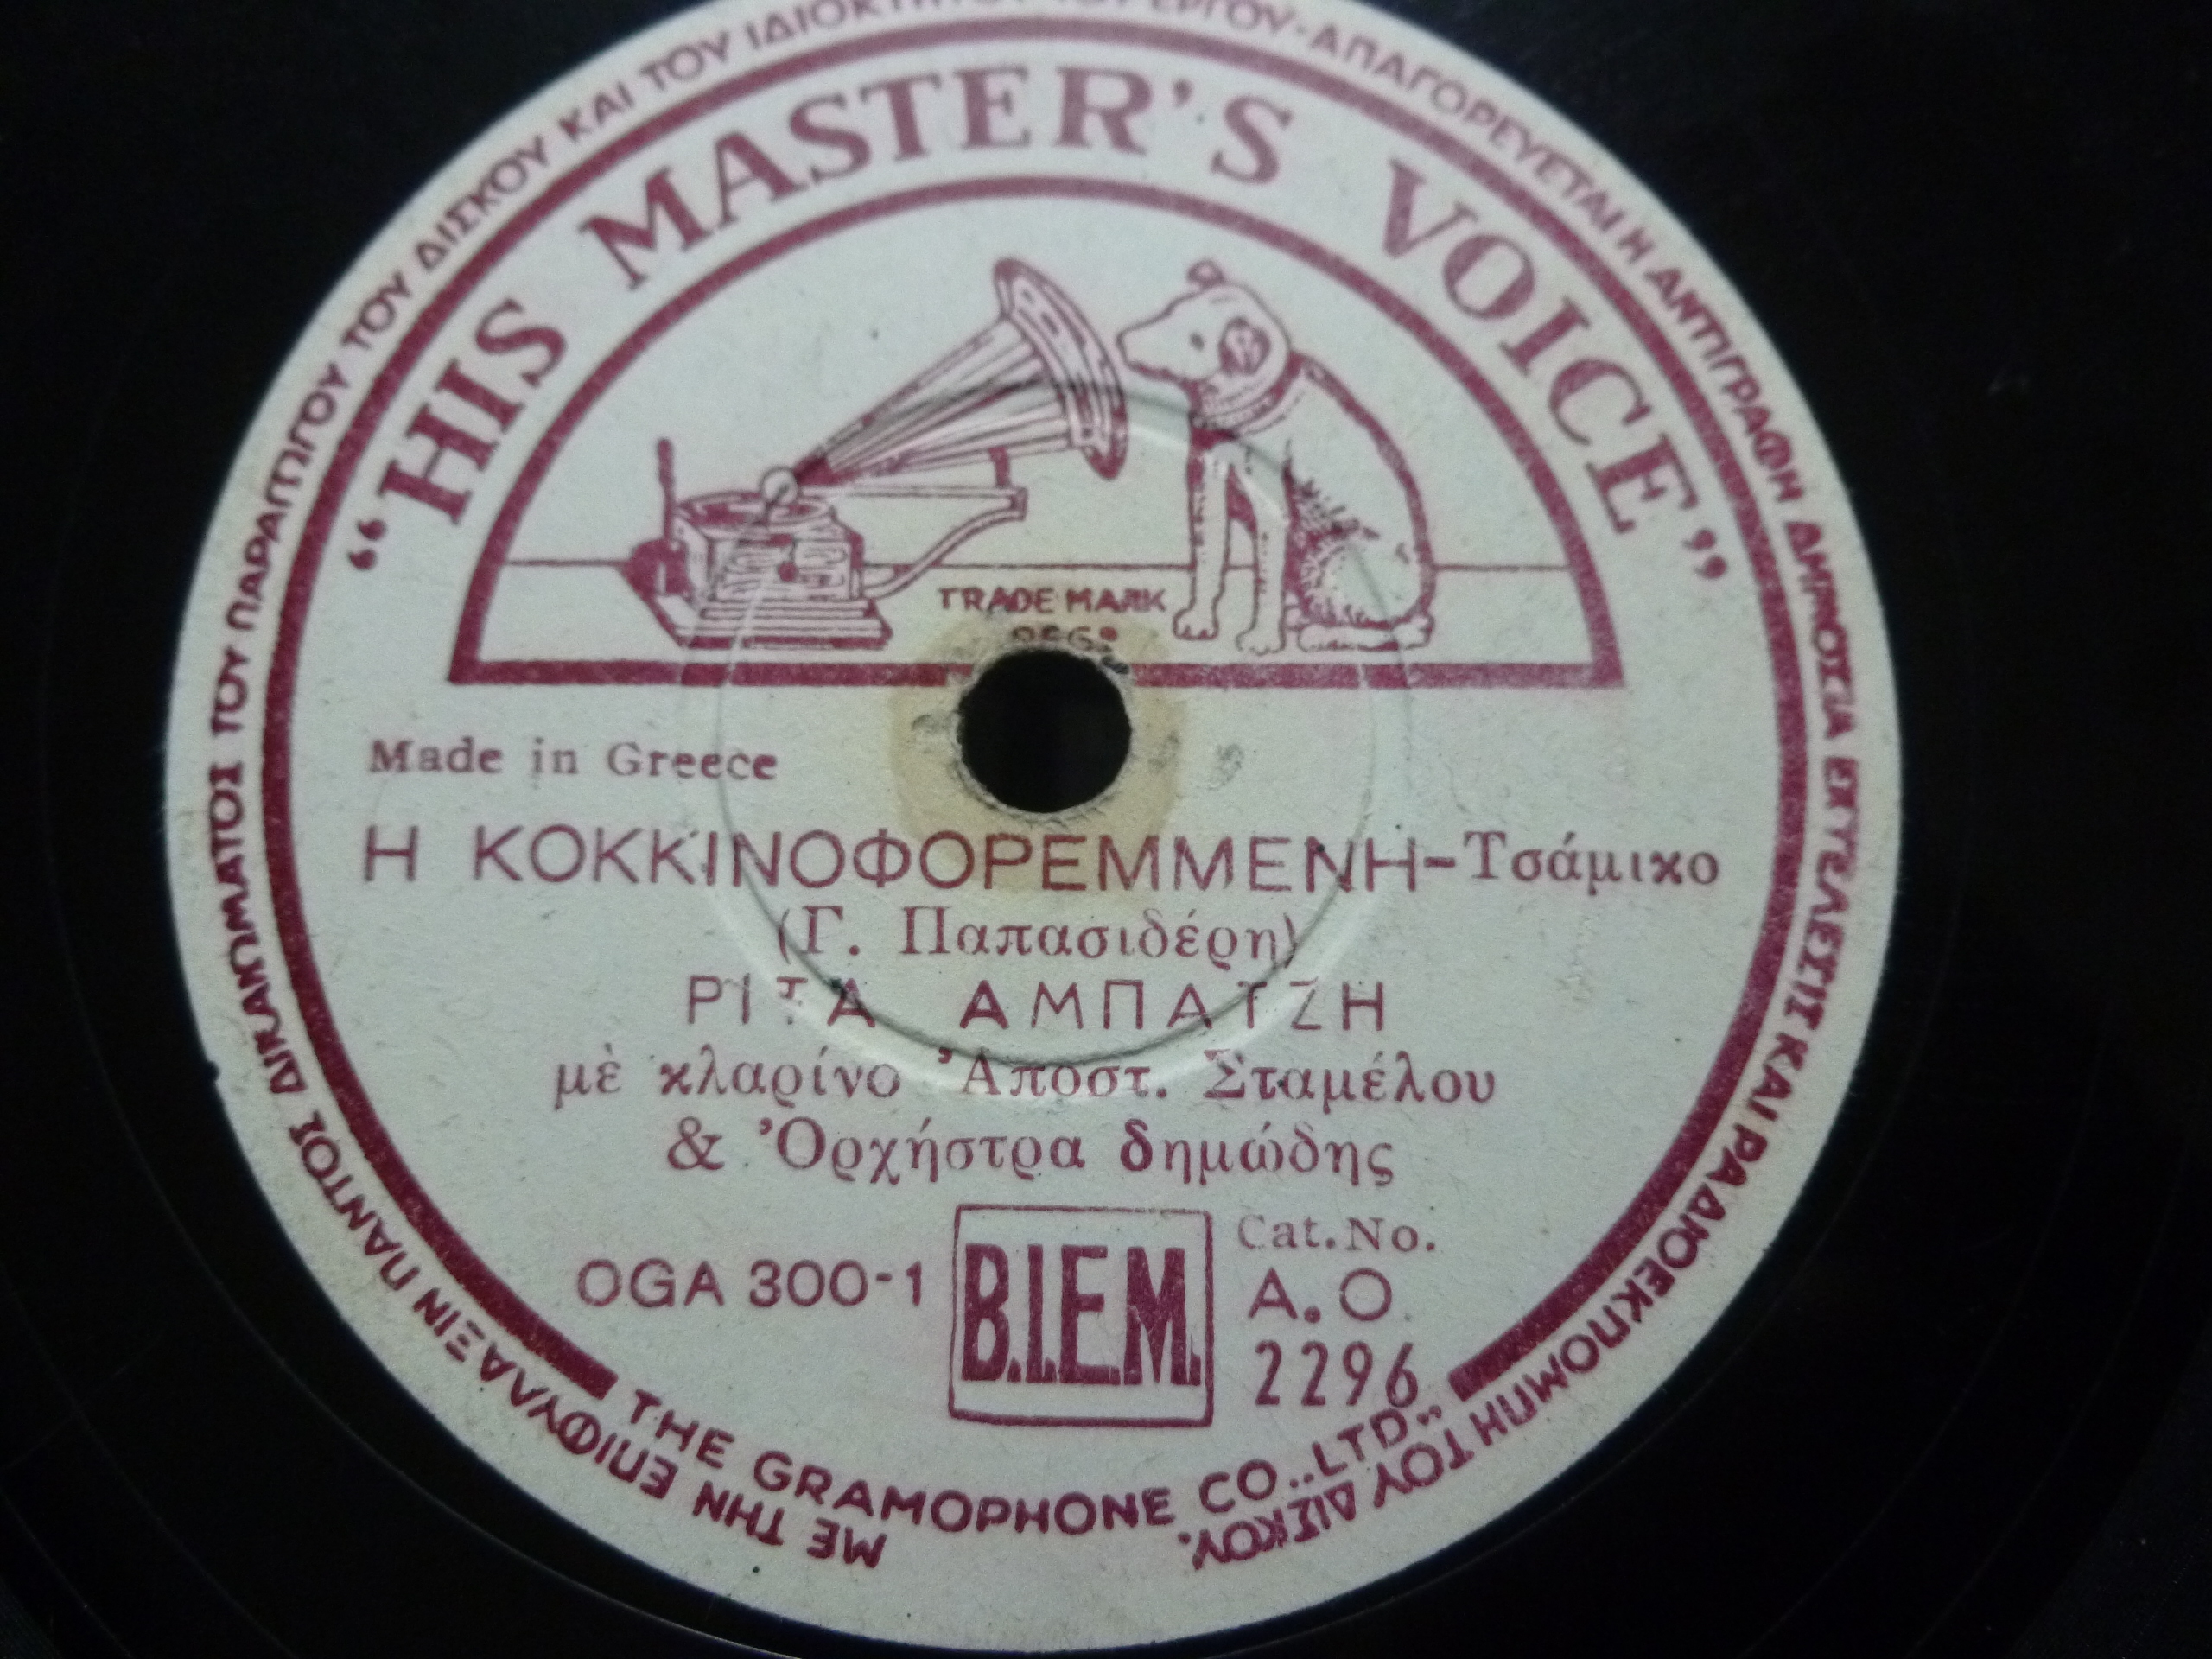 ΜΕ ΤΗΝ ΕΠΙΦΥΛΑΞΙΝ ΠΑΝΤΟΣ ΔΙΚΑΙΩΜΑΤΟΣ ΤΟΥ ΠΑΡΑΓΩΓΟΥ ΤΟΥ ΔΙΣΚΟΥ ΚΑΙ ΤΟΥ ΙΔΙΟΚΤΗΤΟΥ ΤΟΥ ΕΡΓΟΥ-ΑΠΑΓΟΡΕΥΕΤΑΙ Η ΑΝΤΙΓΡΑΦΗ ΔΗΜΟΣΙΑ ΕΚΤΕΛΕΣΙΣ ΚΑΙ ΡΑΔΙΟΕΚΠΟΜΠΗ ΤΟΥ ΔΙΣΚΟΥ.
“HIS MASTER'S VOICE”
TRADE MARK
Made in Greece
Η ΚΟΚΚΙΝΟΦΟΡΕΜΜΕΝΗ-Τσάμικο
(Γ. Παπασιδέρη)
ΡΙΤΑ ΑΜΠΑΤΖΗ
μὲ κλαρίνο Ἀποστ. Σταμέλου
& Ὀρχήστρα δημώδης
OGA 300-1
B.I.E.M.
Cat.No.
A.O.
2296
THE GRAMOPHONE CO., LTD.